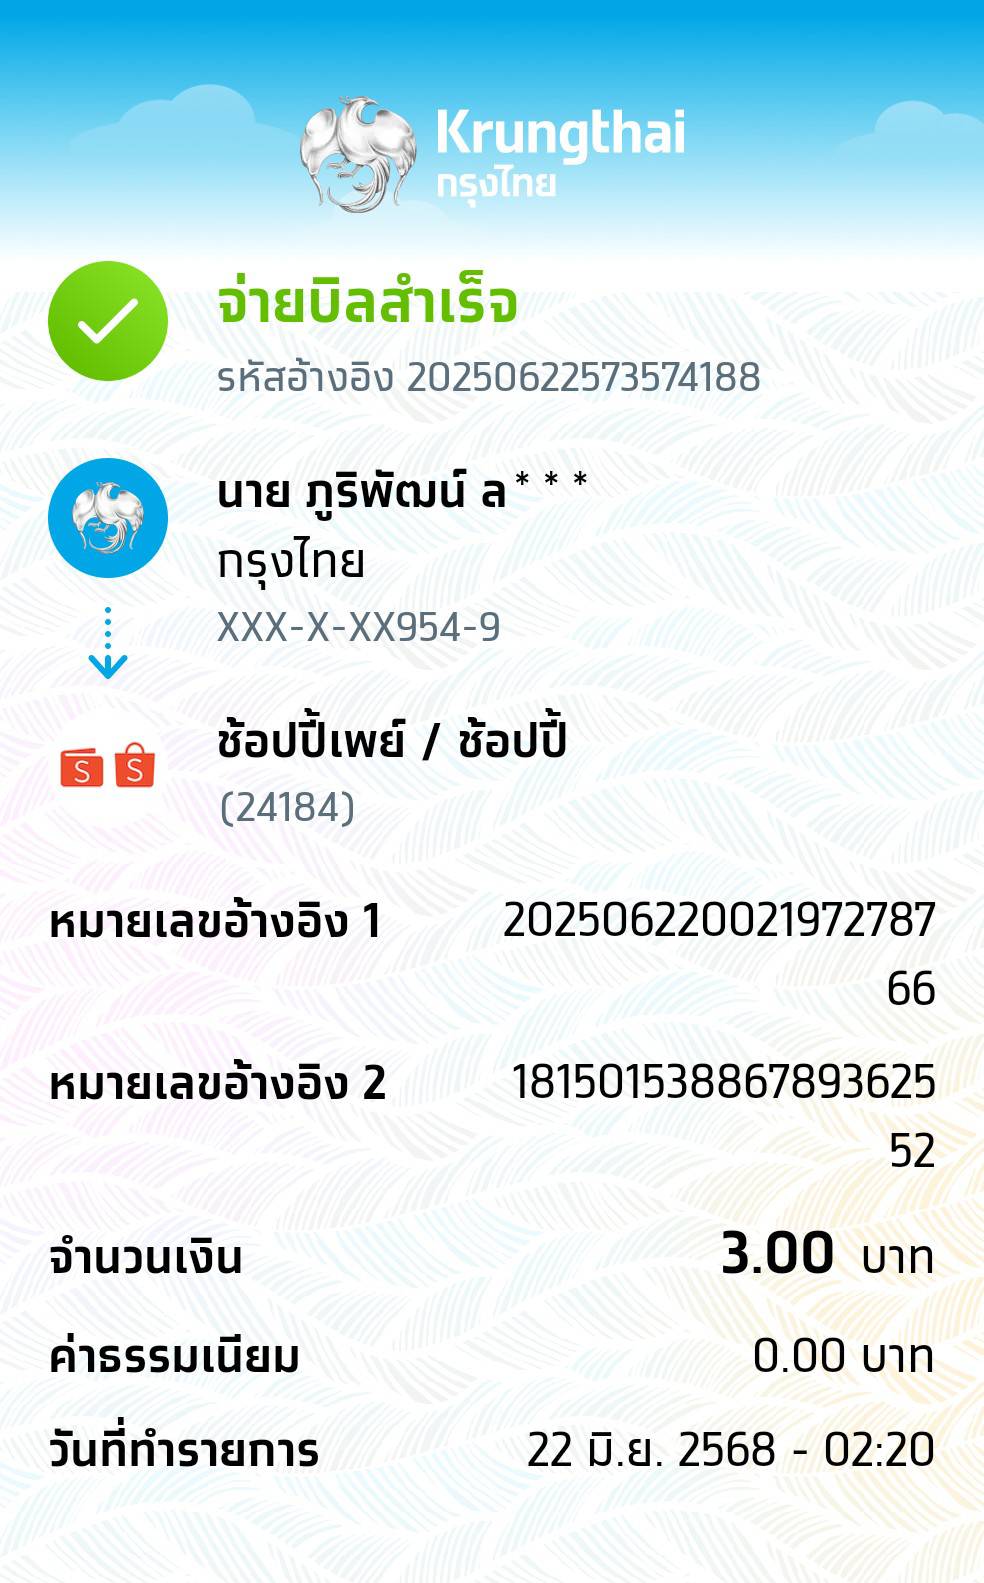 Krungthai
กรุงไทย
จ่ายบิลสำเร็จ
รหัสอ้างอิง 20250622573574188
นาย ภูริพัฒน์ ล***
กรุงไทย
XXX-X-XX954-9
ช้อปปี้เพย์ / ช้อปปี้
(24184)
หมายเลขอ้างอิง 1 202506220021972787
66
หมายเลขอ้างอิง 2 181501538867893625
52
จำนวนเงิน 3.00 บาท
ค่าธรรมเนียม 0.00 บาท
วันที่ทำรายการ 22 มิ.ย. 2568 - 02:20